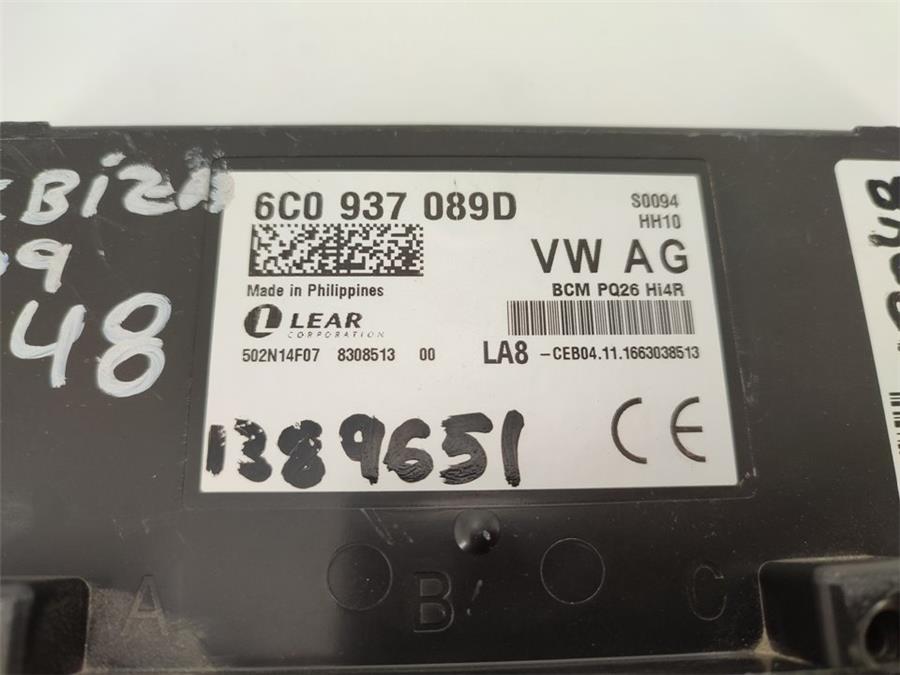 BiZA
9
48
6C0 937 089D
S0094
HH10
VW AG
Made in Philippines
BCM PQ26 Hi4R
LEAR
CORPORATION
502N14F07 8308513 00
LA8 -CEB04.11.1663038513
1389651
CE
A B C